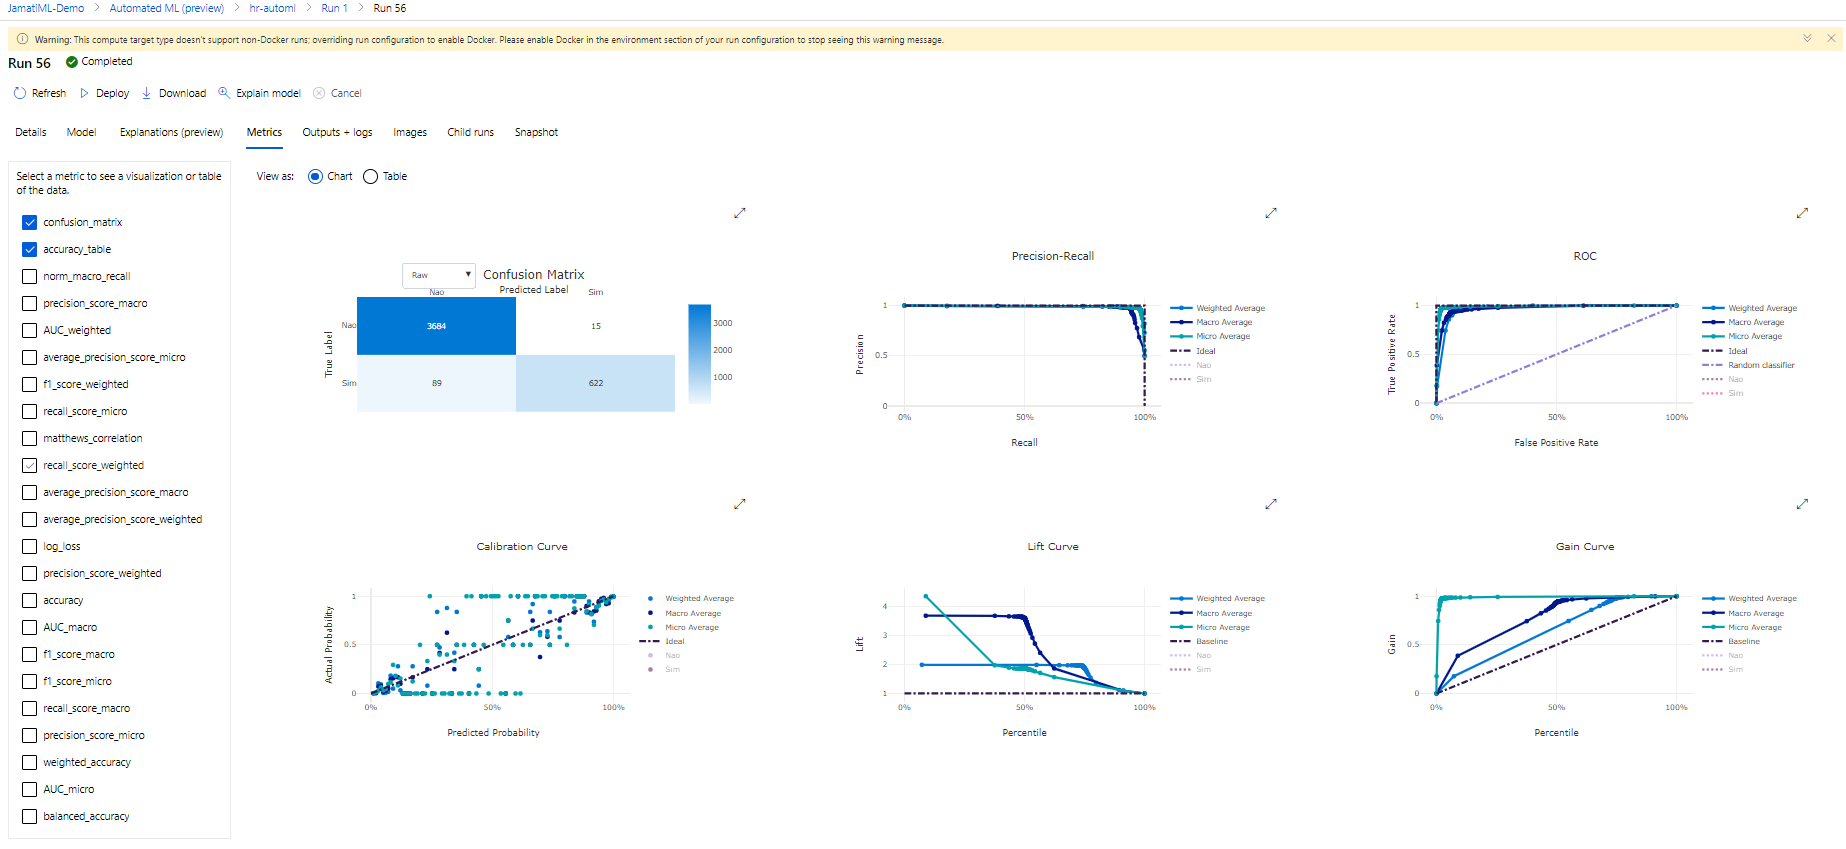 JamatiML-Demo > Automated ML (preview) > hr-automl > Run 1 > Run 56
Warning: This compute target type doesn't support non-Docker runs; overriding run configuration to enable Docker. Please enable Docker in the environment section of your run configuration to stop seeing this warning message.
Run 56 Completed
Refresh Deploy Download Explain model Cancel
Details Model Explanations (preview) Metrics Outputs + logs Images Child runs Snapshot
Select a metric to see a visualization or table
of the data.
confusion_matrix
accuracy_table
norm_macro_recall
precision_score_macro
AUC_weighted
average_precision_score_micro
f1_score_weighted
recall_score_micro
matthews_correlation
recall_score_weighted
average_precision_score_macro
average_precision_score_weighted
log_loss
precision_score_weighted
accuracy
AUC_macro
f1_score_macro
f1_score_micro
recall_score_macro
precision_score_micro
weighted_accuracy
AUC_micro
balanced_accuracy
View as: Chart Table
Raw
Confusion Matrix
Predicted Label
Nao Sim
True Label
Nao 3684 15
Sim 89 622
3000
2000
1000
Precision-Recall
Precision
1
0.5
0
0% 50% 100%
Recall
Weighted Average
Macro Average
Micro Average
Ideal
Nao
Sim
ROC
True Positive Rate
1
0.5
0
0% 50% 100%
False Positive Rate
Weighted Average
Macro Average
Micro Average
Ideal
Random classifier
Nao
Sim
Calibration Curve
Actual Probability
1
0.5
0
0% 50% 100%
Predicted Probability
Weighted Average
Macro Average
Micro Average
Ideal
Nao
Sim
Lift Curve
Lift
4
3
2
1
0% 50% 100%
Percentile
Weighted Average
Macro Average
Micro Average
Baseline
Nao
Sim
Gain Curve
Gain
1
0.5
0
0% 50% 100%
Percentile
Weighted Average
Macro Average
Micro Average
Baseline
Nao
Sim